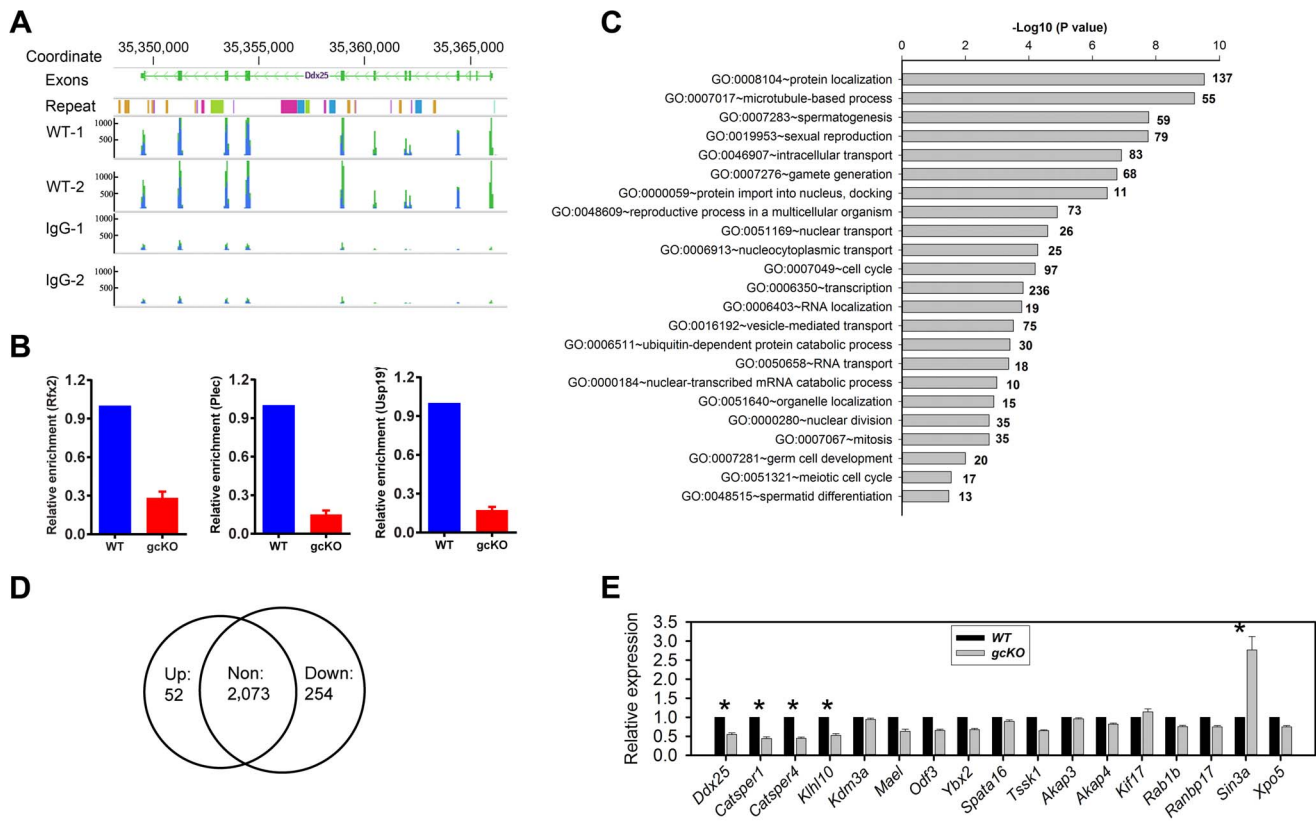 A
35,350,000 35,355,000 35,360,000 35,365,000
Coordinate
Exons
Ddx25
Repeat
WT-1
1000
500
WT-2
1000
500
IgG-1
1000
500
IgG-2
1000
500
B
Relative enrichment (Rfx2)
1.2
0.9
0.6
0.3
0.0
WT gcKO
Relative enrichment (Plec)
1.2
0.9
0.6
0.3
0.0
WT gcKO
Relative enrichment (Usp19)
1.2
0.9
0.6
0.3
0.0
WT gcKO
C
-Log10 (P value)
0 2 4 6 8 10
GO:0008104~protein localization 137
GO:0007017~microtubule-based process 55
GO:0007283~spermatogenesis 59
GO:0019953~sexual reproduction 79
GO:0046907~intracellular transport 83
GO:0007276~gamete generation 68
GO:0000059~protein import into nucleus, docking 11
GO:0048609~reproductive process in a multicellular organism 73
GO:0051169~nuclear transport 26
GO:0006913~nucleocytoplasmic transport 25
GO:0007049~cell cycle 97
GO:0006350~transcription 236
GO:0006403~RNA localization 19
GO:0016192~vesicle-mediated transport 75
GO:0006511~ubiquitin-dependent protein catabolic process 30
GO:0050658~RNA transport 18
GO:0000184~nuclear-transcribed mRNA catabolic process 10
GO:0051640~organelle localization 15
GO:0000280~nuclear division 35
GO:0007067~mitosis 35
GO:0007281~germ cell development 20
GO:0051321~meiotic cell cycle 17
GO:0048515~spermatid differentiation 13
D
Up:
52
Non:
2,073
Down:
254
E
Relative expression
3.5
3.0
2.5
2.0
1.5
1.0
0.5
0.0
WT
gcKO
* * * * *
Ddx25 Catsper1 Catsper4 Klhl10 Kdm3a Mael Odf3 Ybx2 Spata16 Tssk1 Akap3 Akap4 Kif17 Rab1b Ranbp17 Sin3a Xpo5